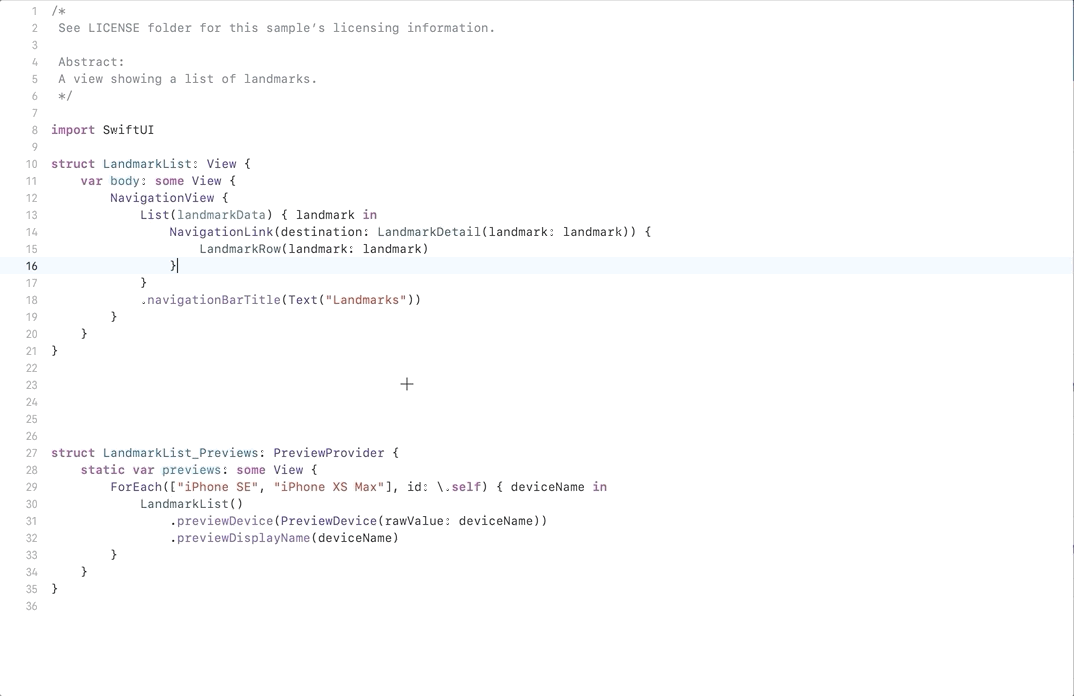 1 /*
2  See LICENSE folder for this sample’s licensing information.
3
4  Abstract:
5  A view showing a list of landmarks.
6  */
7
8 import SwiftUI
9
10 struct LandmarkList: View {
11     var body: some View {
12         NavigationView {
13             List(landmarkData) { landmark in
14                 NavigationLink(destination: LandmarkDetail(landmark: landmark)) {
15                     LandmarkRow(landmark: landmark)
16                 }
17             }
18             .navigationBarTitle(Text("Landmarks"))
19         }
20     }
21 }
22
23
24
25
26
27 struct LandmarkList_Previews: PreviewProvider {
28     static var previews: some View {
29         ForEach(["iPhone SE", "iPhone XS Max"], id: \.self) { deviceName in
30             LandmarkList()
31                 .previewDevice(PreviewDevice(rawValue: deviceName))
32                 .previewDisplayName(deviceName)
33         }
34     }
35 }
36